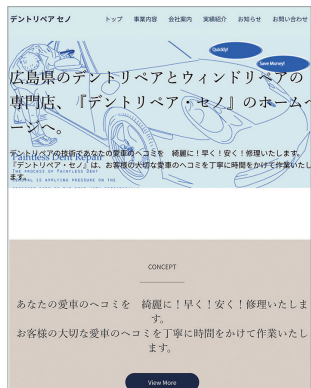 デントリペア セノ
トップ 事業内容 会社案内 実績紹介 お知らせ お問い合わせ
Quickly!
Save Money!
広島県のデントリペアとウィンドリペアの
専門店、『デントリペア・セノ』のホームペ
ージへ。
デントリペアの技術であなたの愛車のヘコミを 綺麗に！早く！安く！修理いたします。
『デントリペア・セノ』は、お客様の大切な愛車のヘコミを丁寧に時間をかけて作業いたし
ます。
Paintless Dent Repair
THE PROCESS OF PAINTLESS DENT
IS APPLYING PRESSURE ON THE
CONCEPT
あなたの愛車のヘコミを 綺麗に！早く！安く！修理いたしま
す。
お客様の大切な愛車のヘコミを丁寧に時間をかけて作業いたし
ます。
View More